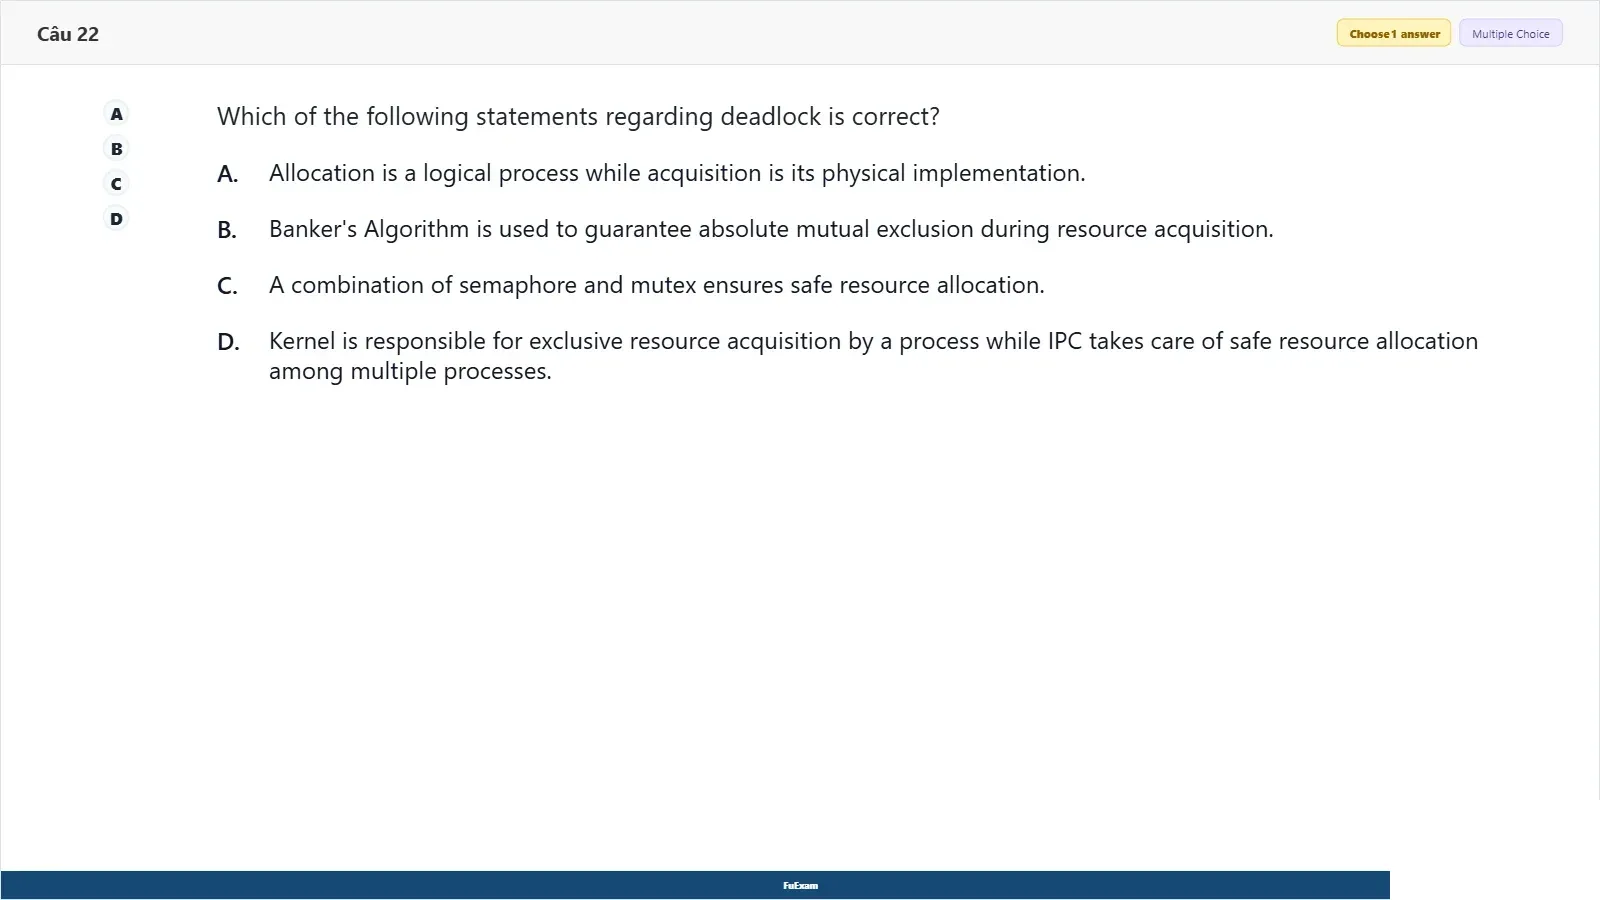 Câu 22
Choose1 answer
Multiple Choice
A
B
C
D
Which of the following statements regarding deadlock is correct?
A. Allocation is a logical process while acquisition is its physical implementation.
B. Banker's Algorithm is used to guarantee absolute mutual exclusion during resource acquisition.
C. A combination of semaphore and mutex ensures safe resource allocation.
D. Kernel is responsible for exclusive resource acquisition by a process while IPC takes care of safe resource allocation
among multiple processes.
FuExam